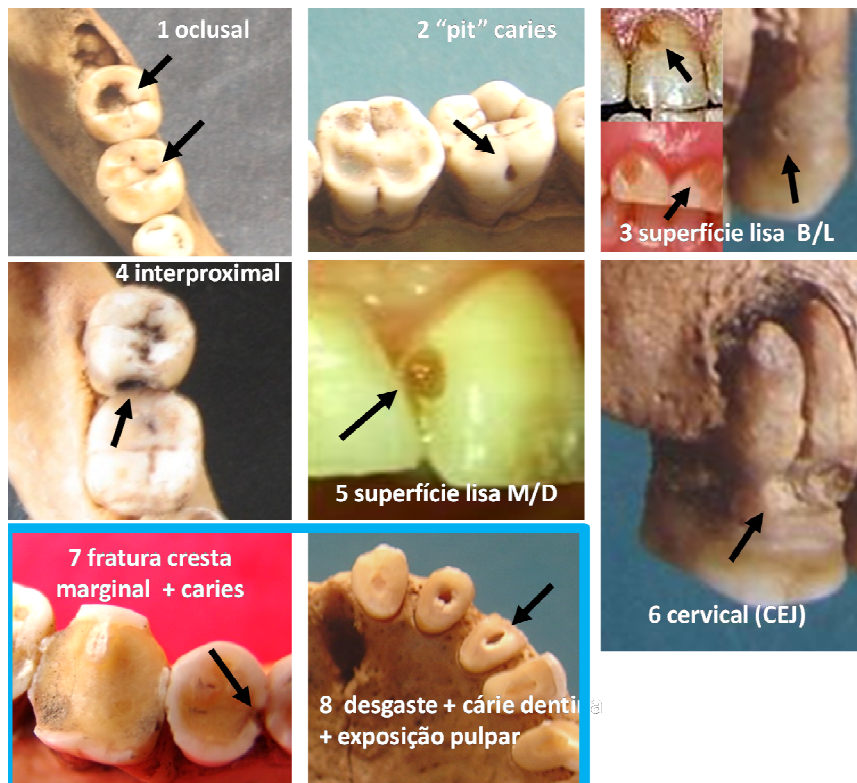 1 oclusal
2 “pit” caries
3 superfície lisa B/L
4 interproximal
5 superfície lisa M/D
6 cervical (CEJ)
7 fratura cresta
marginal + caries
8 desgaste + cárie dentina
+ exposição pulpar